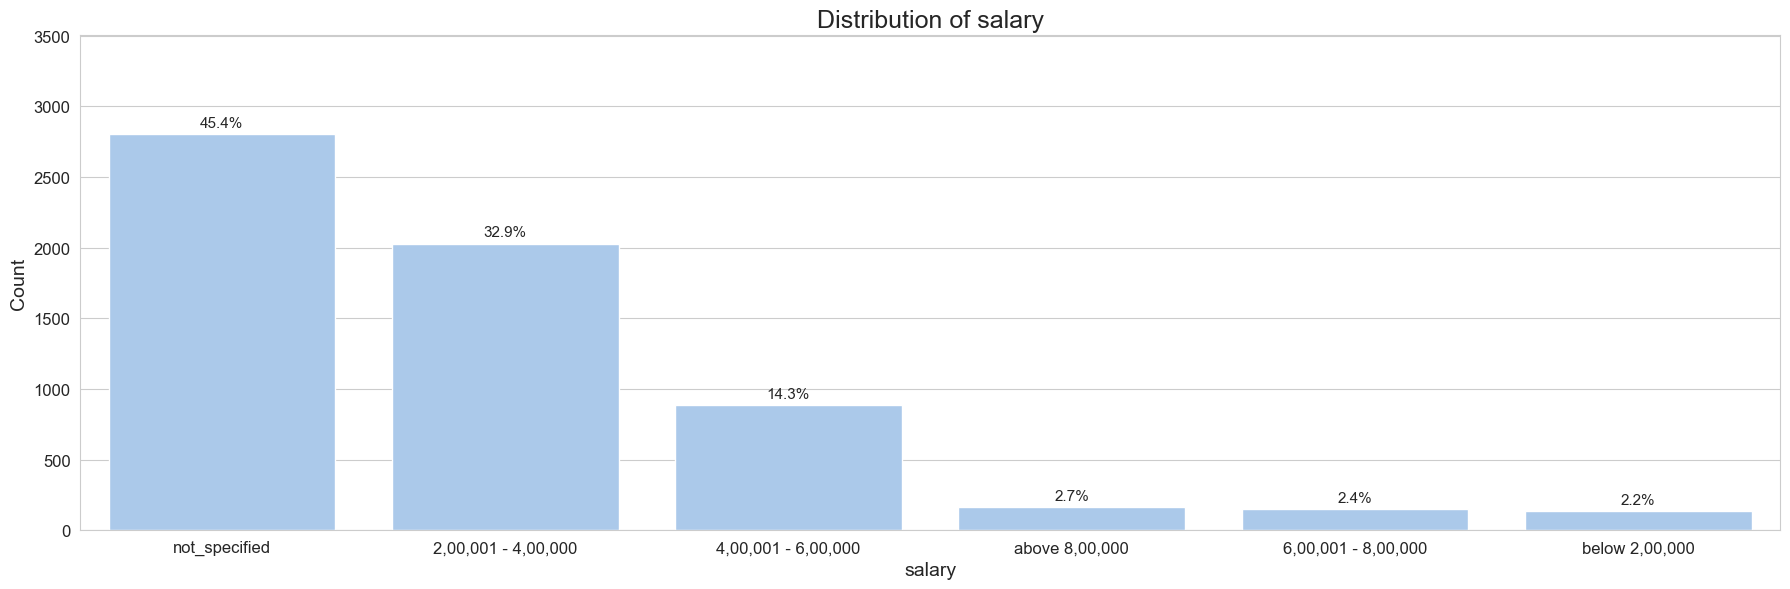 Distribution of salary
3500
3000
2500
2000
1500
1000
500
0
Count
45.4%
32.9%
14.3%
2.7%
2.4%
2.2%
not_specified
2,00,001 - 4,00,000
4,00,001 - 6,00,000
above 8,00,000
6,00,001 - 8,00,000
below 2,00,000
salary